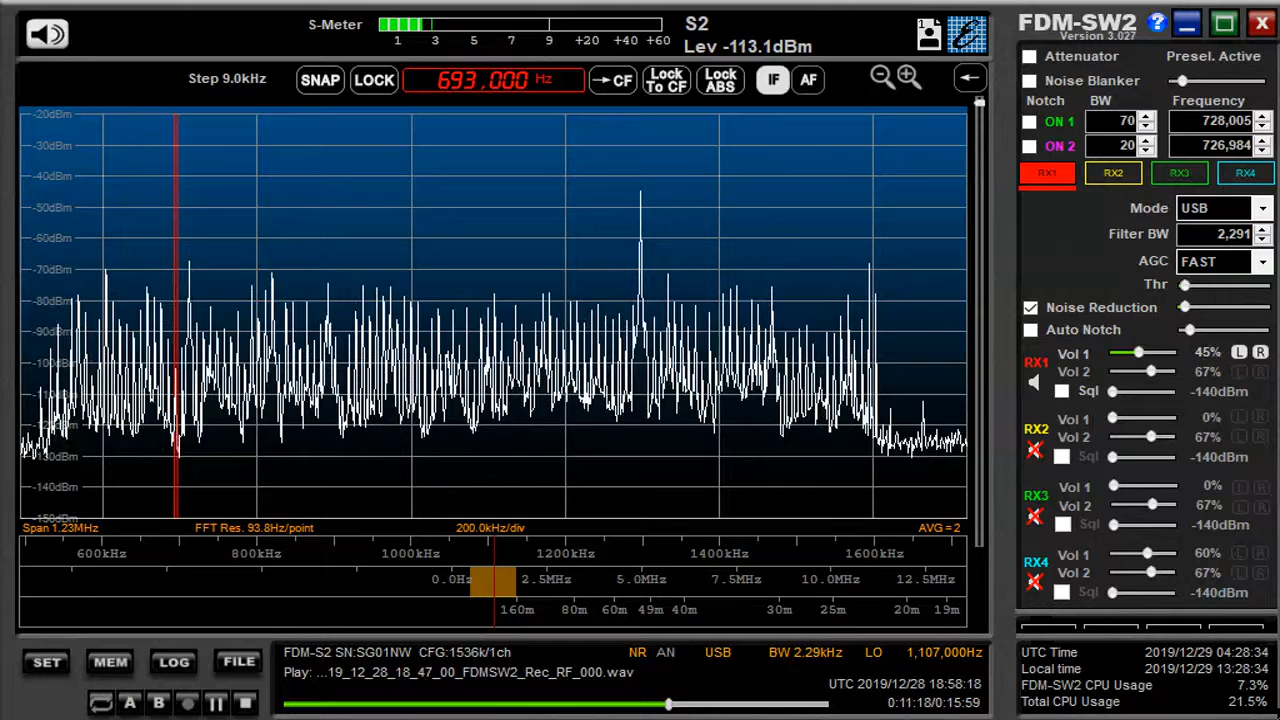 S-Meter
1 3 5 7 9 +20 +40 +60
S2
Lev -113.1dBm
1
FDM-SW2
?
X
Version 3.027
Step 9.0kHz
SNAP
LOCK
693.000 Hz
→CF
Lock To CF
Lock ABS
IF
AF
←
-20dBm
-30dBm
-40dBm
-50dBm
-60dBm
-70dBm
-80dBm
-90dBm
-100dBm
-110dBm
-120dBm
-130dBm
-140dBm
-150dBm
Span 1.23MHz
FFT Res. 93.8Hz/point
200.0kHz/div
AVG=2
600kHz 800kHz 1000kHz 1200kHz 1400kHz 1600kHz
0.0Hz 2.5MHz 5.0MHz 7.5MHz 10.0MHz 12.5MHz
160m 80m 60m 49m 40m 30m 25m 20m 19m
Attenuator
Presel. Active
Noise Blanker
Notch BW Frequency
ON 1 70 728,005
ON 2 20 726,984
RX1 RX2 RX3 RX4
Mode USB
Filter BW 2,291
AGC FAST
Thr
Noise Reduction
Auto Notch
RX1 Vol 1 45% L R
Vol 2 67% L R
Sql -140dBm
RX2 Vol 1 0% L R
Vol 2 67% L R
Sql -140dBm
RX3 Vol 1 0% L R
Vol 2 67% L R
Sql -140dBm
RX4 Vol 1 60% L R
Vol 2 67% L R
Sql -140dBm
SET
MEM
LOG
FILE
A
B
FDM-S2 SN:SG01NW CFG:1536k/1ch
NR AN USB BW 2.29kHz LO 1,107,000Hz
Play: ...19_12_28_18_47_00_FDMSW2_Rec_RF_000.wav
UTC 2019/12/28 18:58:18
0:11:18/0:15:59
UTC Time 2019/12/29 04:28:34
Local time 2019/12/29 13:28:34
FDM-SW2 CPU Usage 7.3%
Total CPU Usage 21.5%